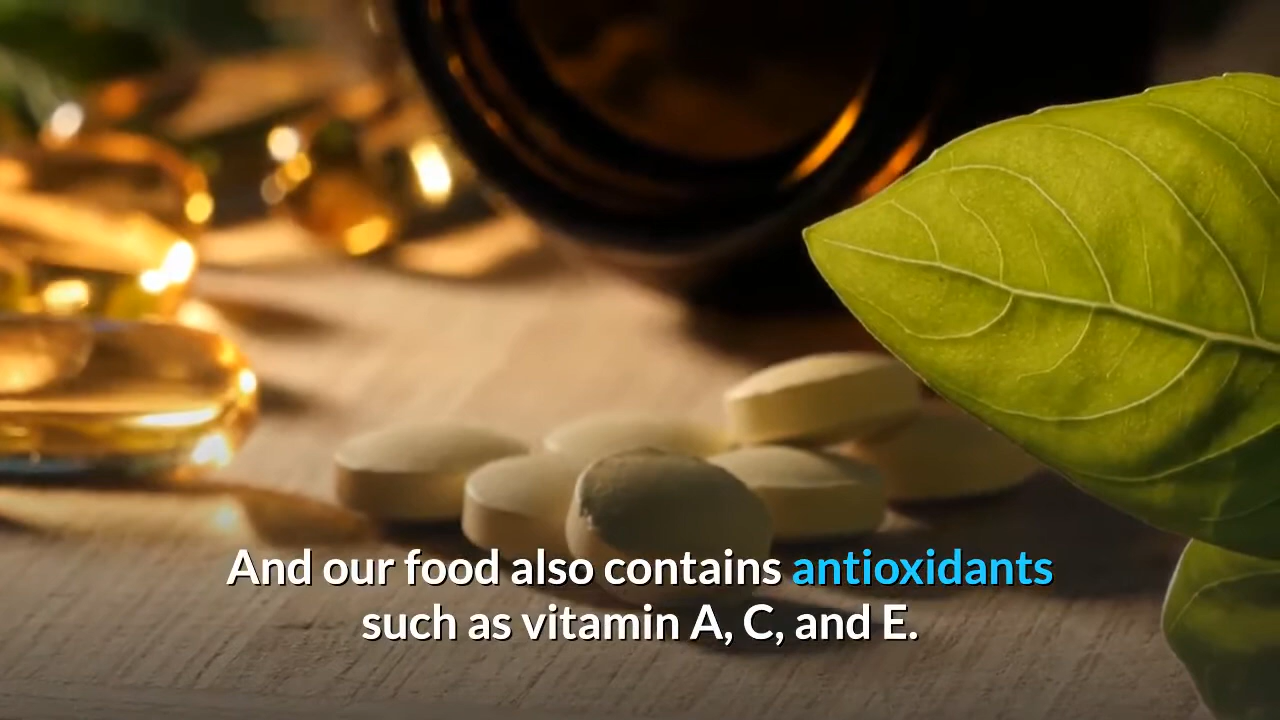 And our food also contains antioxidants
such as vitamin A, C, and E.